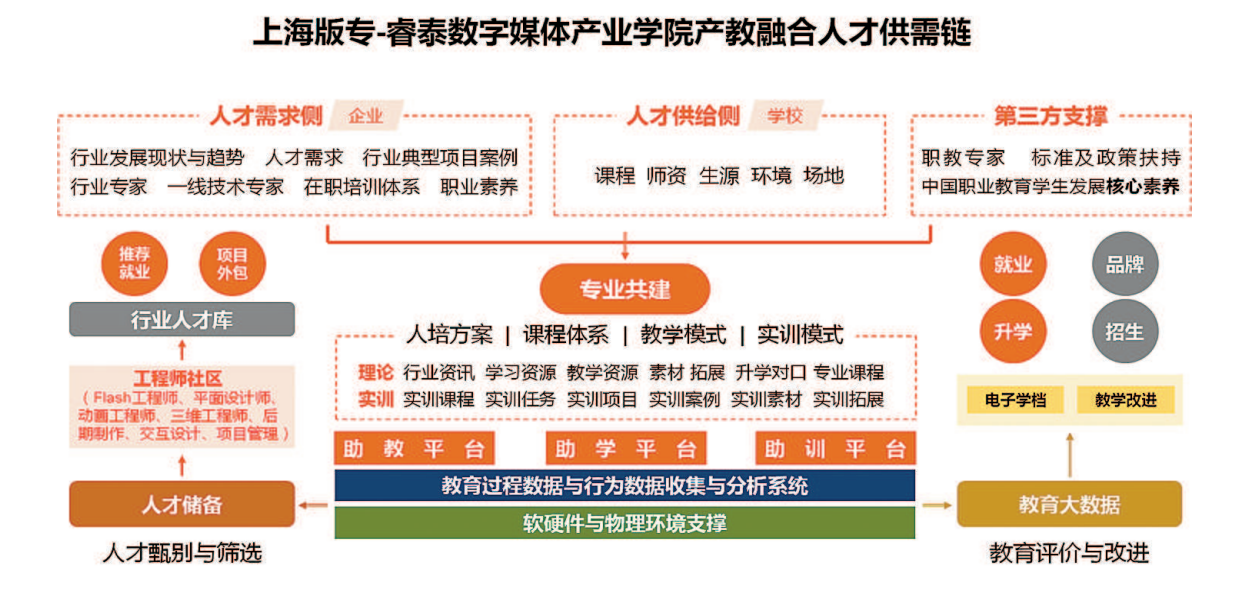 上海版专-睿泰数字媒体产业学院产教融合人才供需链
人才需求侧 企业
行业发展现状与趋势 人才需求 行业典型项目案例
行业专家 一线技术专家 在职培训体系 职业素养
人才供给侧 学校
课程 师资 生源 环境 场地
第三方支撑
职教专家 标准及政策扶持
中国职业教育学生发展核心素养
推荐
就业
项目
外包
行业人才库
工程师社区
（Flash工程师、平面设计师、
动画工程师、三维工程师、后
期制作、交互设计、项目管理）
人才储备
人才甄别与筛选
专业共建
人培方案 | 课程体系 | 教学模式 | 实训模式
理论 行业资讯 学习资源 教学资源 素材 拓展 升学对口 专业课程
实训 实训课程 实训任务 实训项目 实训案例 实训素材 实训拓展
助教平台 助学平台 助训平台
教育过程数据与行为数据收集与分析系统
软硬件与物理环境支撑
就业 品牌
升学 招生
电子学档 教学改进
教育大数据
教育评价与改进